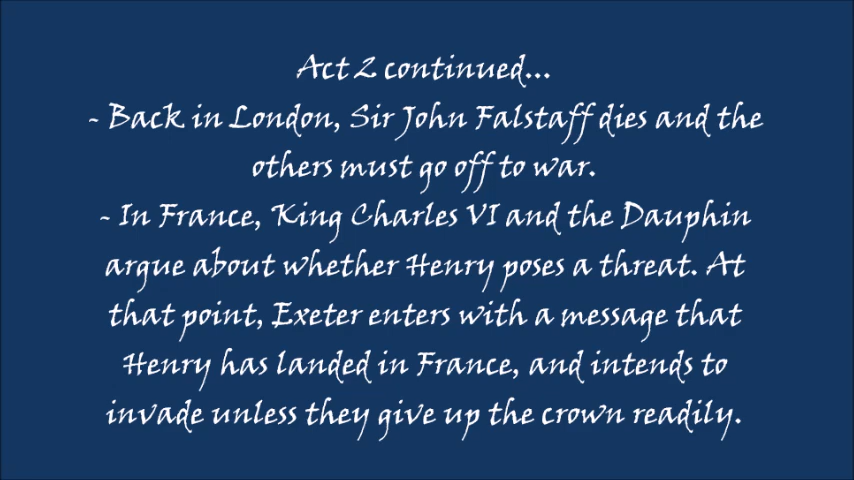 Act 2 continued...
- Back in London, Sir John Falstaff dies and the
others must go off to war.
- In France, King Charles VI and the Dauphin
argue about whether Henry poses a threat. At
that point, Exeter enters with a message that
Henry has landed in France, and intends to
invade unless they give up the crown readily.